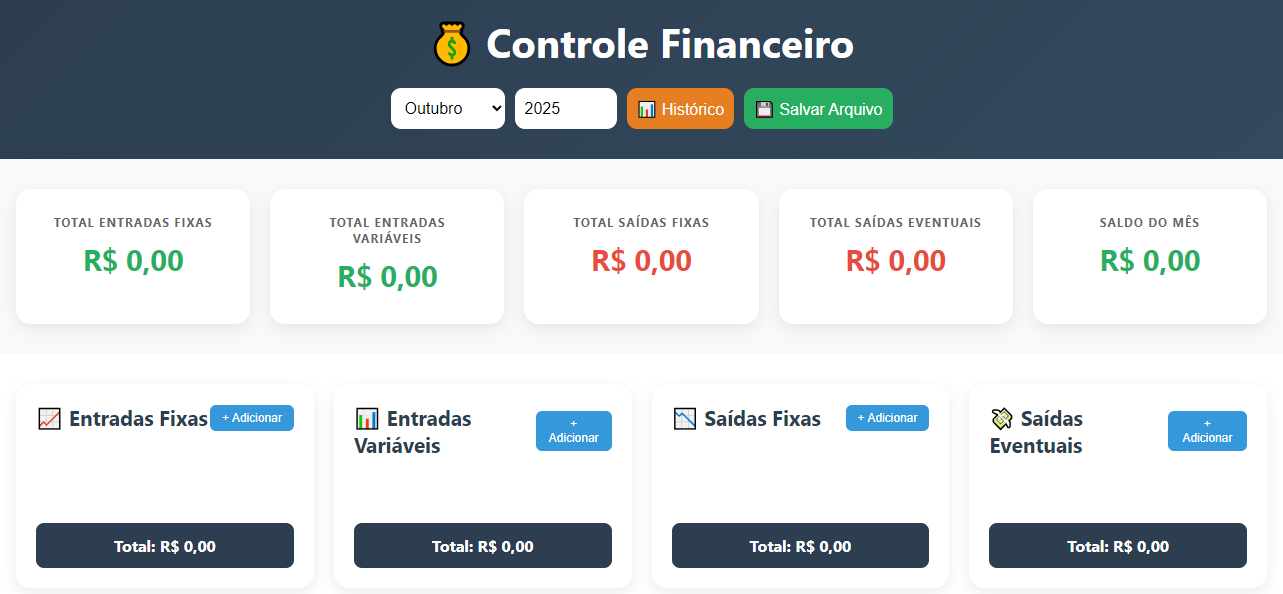 Controle Financeiro
Outubro
2025
Histórico
Salvar Arquivo
TOTAL ENTRADAS FIXAS
R$ 0,00
TOTAL ENTRADAS
VARIÁVEIS
R$ 0,00
TOTAL SAÍDAS FIXAS
R$ 0,00
TOTAL SAÍDAS EVENTUAIS
R$ 0,00
SALDO DO MÊS
R$ 0,00
Entradas Fixas
+ Adicionar
Total: R$ 0,00
Entradas
Variáveis
+
Adicionar
Total: R$ 0,00
Saídas Fixas
+ Adicionar
Total: R$ 0,00
Saídas
Eventuais
+
Adicionar
Total: R$ 0,00